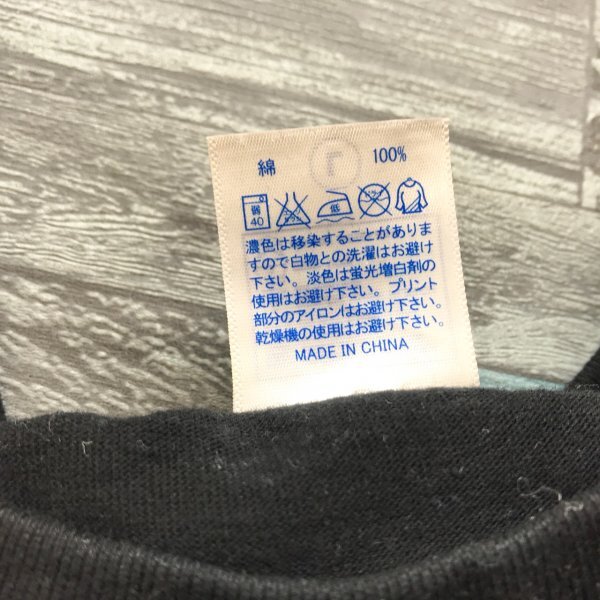 綿 100%
弱 40 低
濃色は移染することがありま
すので白物との洗濯はお避け
下さい。淡色は蛍光増白剤の
使用はお避け下さい。プリント
部分のアイロンはお避け下さい。
乾燥機の使用はお避け下さい。
MADE IN CHINA